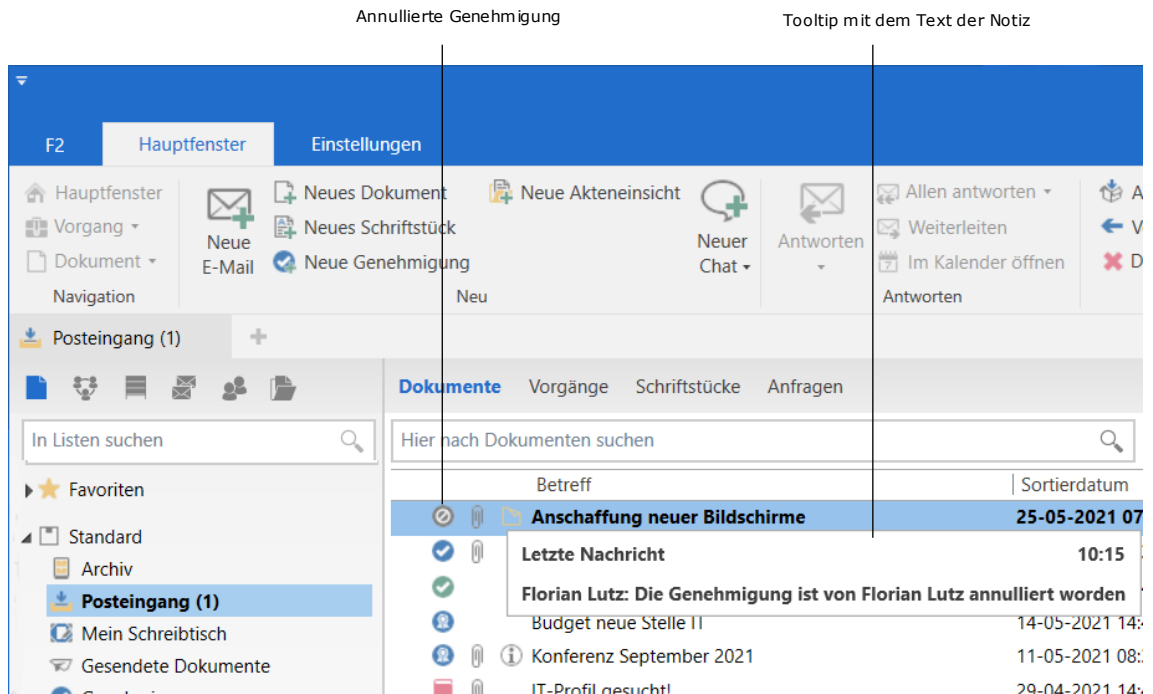 Annullierte Genehmigung
Tooltip mit dem Text der Notiz
F2 Hauptfenster Einstellungen
Hauptfenster
Vorgang
Dokument
Navigation
Neue
E-Mail
Neues Dokument
Neues Schriftstück
Neue Genehmigung
Neue Akteneinsicht
Neuer
Chat
Neu
Antworten
Allen antworten
Weiterleiten
7 Im Kalender öffnen
Antworten
A
V
D
Posteingang (1)
Dokumente Vorgänge Schriftstücke Anfragen
In Listen suchen
Hier nach Dokumenten suchen
Favoriten
Standard
Archiv
Posteingang (1)
Mein Schreibtisch
Gesendete Dokumente
Betreff Sortierdatum
Anschaffung neuer Bildschirme 25-05-2021 07
Letzte Nachricht 10:15
Florian Lutz: Die Genehmigung ist von Florian Lutz annulliert worden
Budget neue Stelle IT 14-05-2021 14:
Konferenz September 2021 11-05-2021 08:
IT-Profil gesucht! 29-04-2021 14: